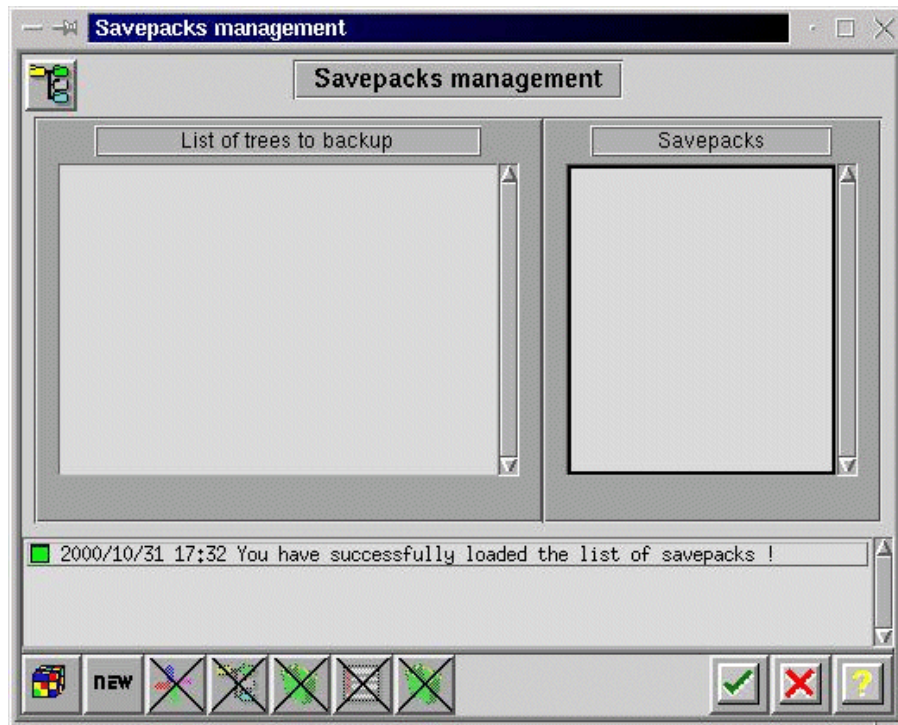 Savepacks management
Savepacks management
List of trees to backup
Savepacks
2000/10/31 17:32 You have successfully loaded the list of savepacks !
NEW
?